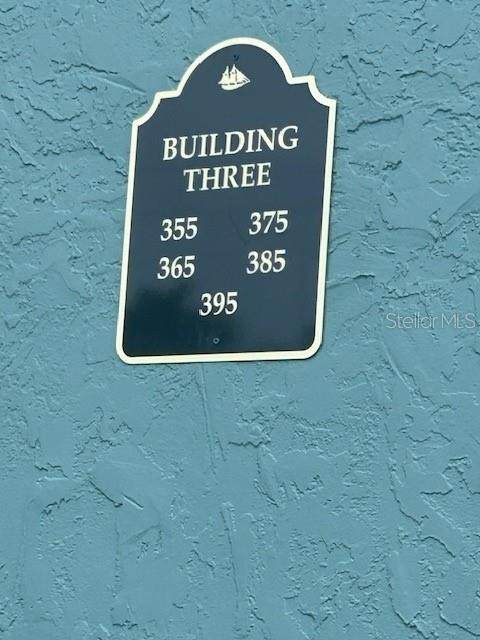 BUILDING
THREE
355 375
365 385
395
Stellar MLS